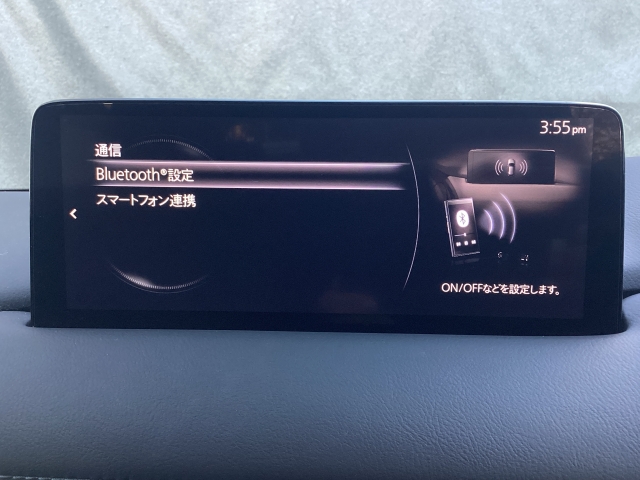 3:55pm
通信
Bluetooth®設定
スマートフォン連携
ON/OFFなどを設定します。